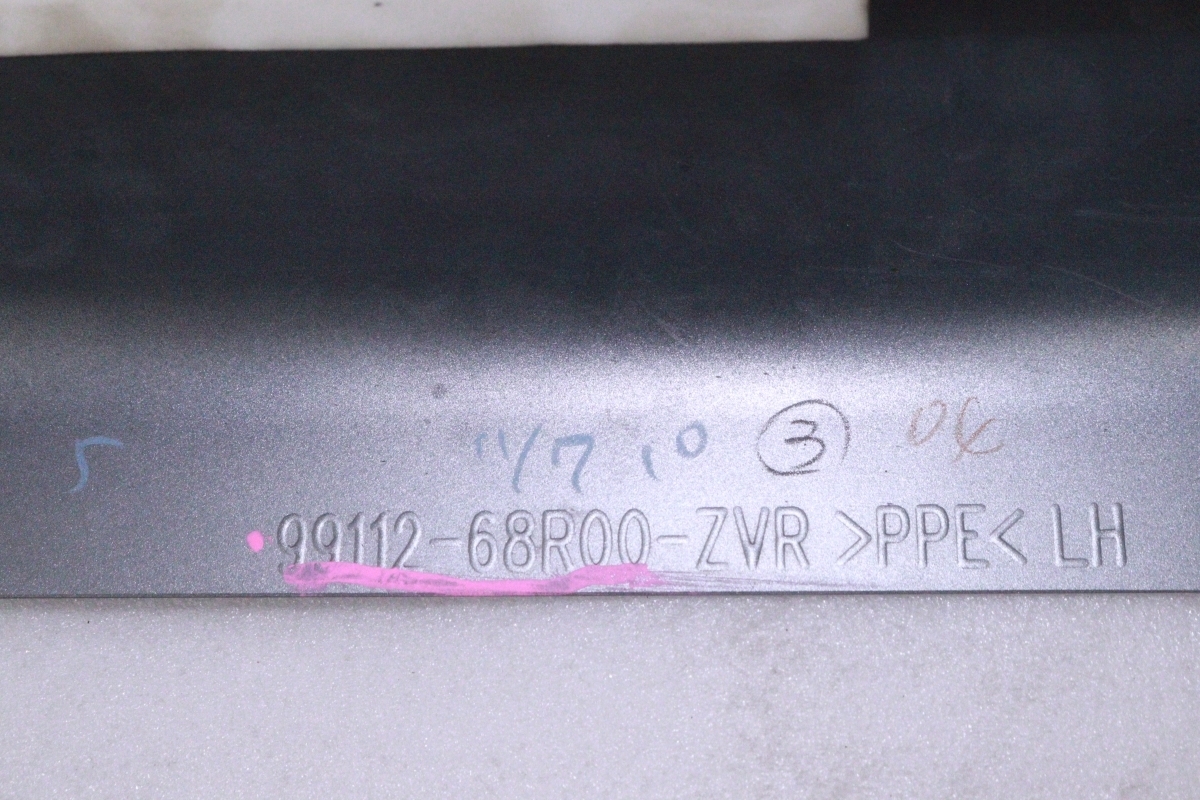 5 11/7 10 ③ OK
99112-68R00-ZVR >PPE< LH